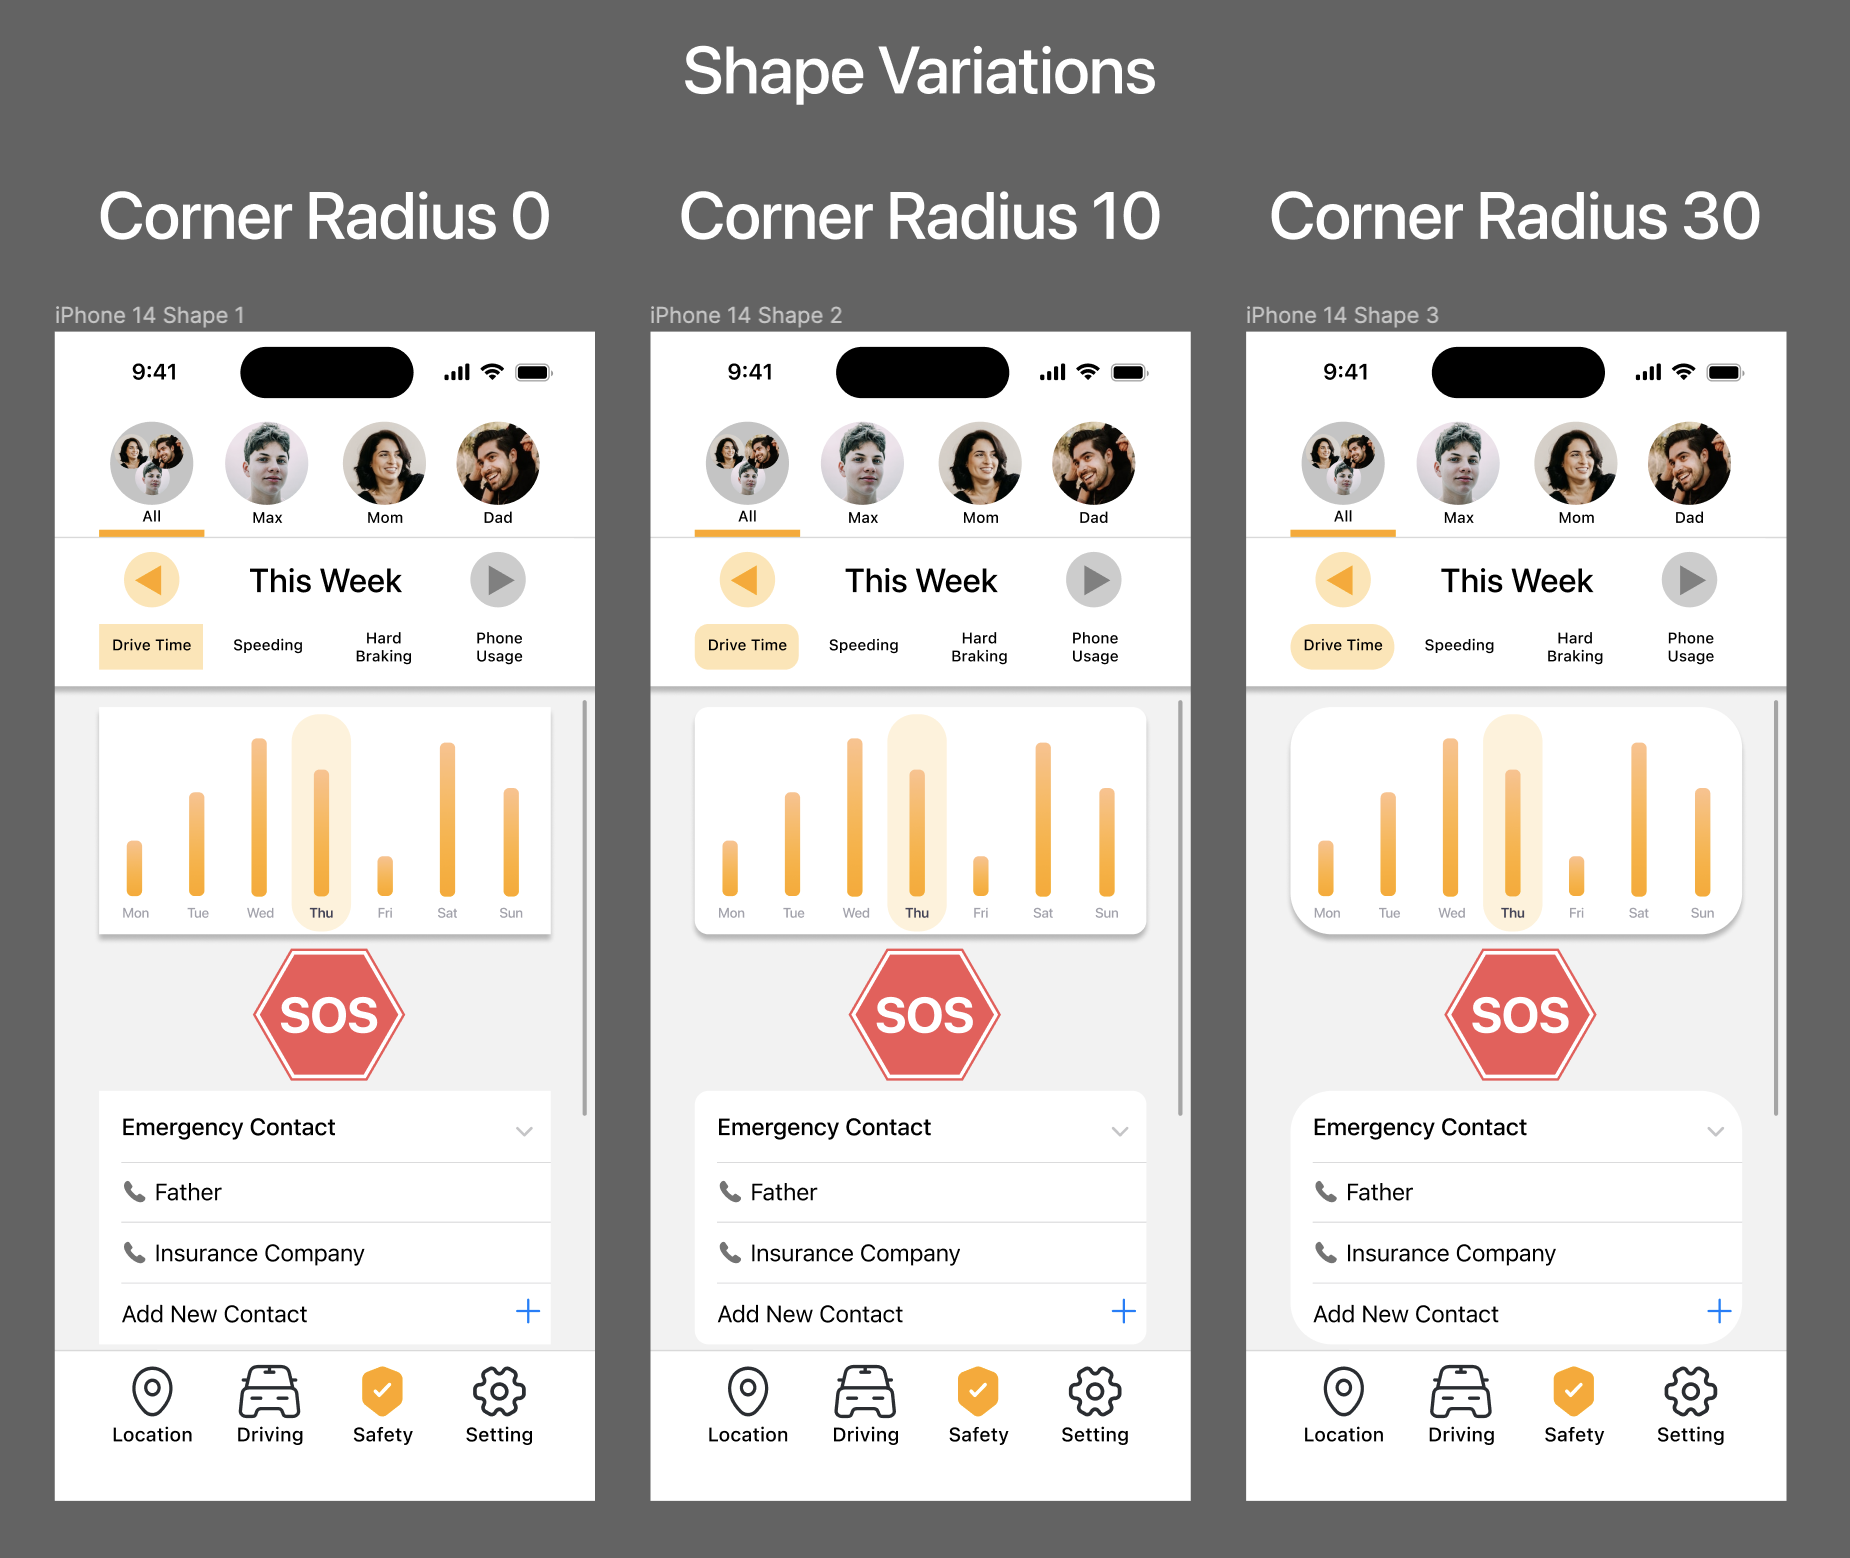 Shape Variations
Corner Radius 0
Corner Radius 10
Corner Radius 30
iPhone 14 Shape 1
9:41
All
Max
Mom
Dad
This Week
Drive Time
Speeding
Hard
Braking
Phone
Usage
Mon
Tue
Wed
Thu
Fri
Sat
Sun
SOS
Emergency Contact
Father
Insurance Company
Add New Contact
Location
Driving
Safety
Setting
iPhone 14 Shape 2
9:41
All
Max
Mom
Dad
This Week
Drive Time
Speeding
Hard
Braking
Phone
Usage
Mon
Tue
Wed
Thu
Fri
Sat
Sun
SOS
Emergency Contact
Father
Insurance Company
Add New Contact
Location
Driving
Safety
Setting
iPhone 14 Shape 3
9:41
All
Max
Mom
Dad
This Week
Drive Time
Speeding
Hard
Braking
Phone
Usage
Mon
Tue
Wed
Thu
Fri
Sat
Sun
SOS
Emergency Contact
Father
Insurance Company
Add New Contact
Location
Driving
Safety
Setting